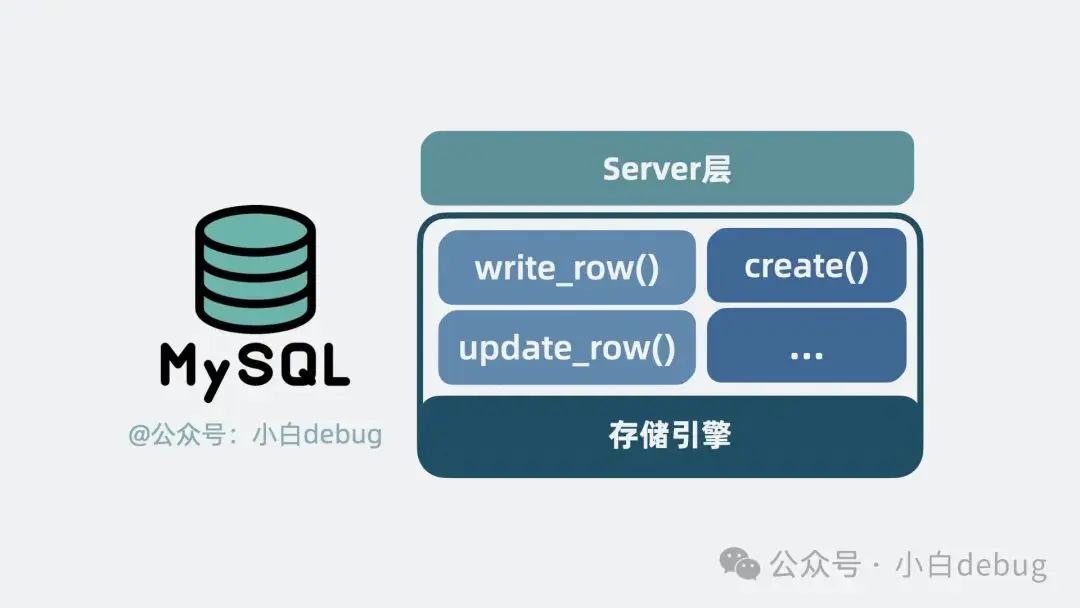 Server层
write_row()
create()
update_row()
...
存储引擎
MySQL
@公众号：小白debug
公众号·小白debug